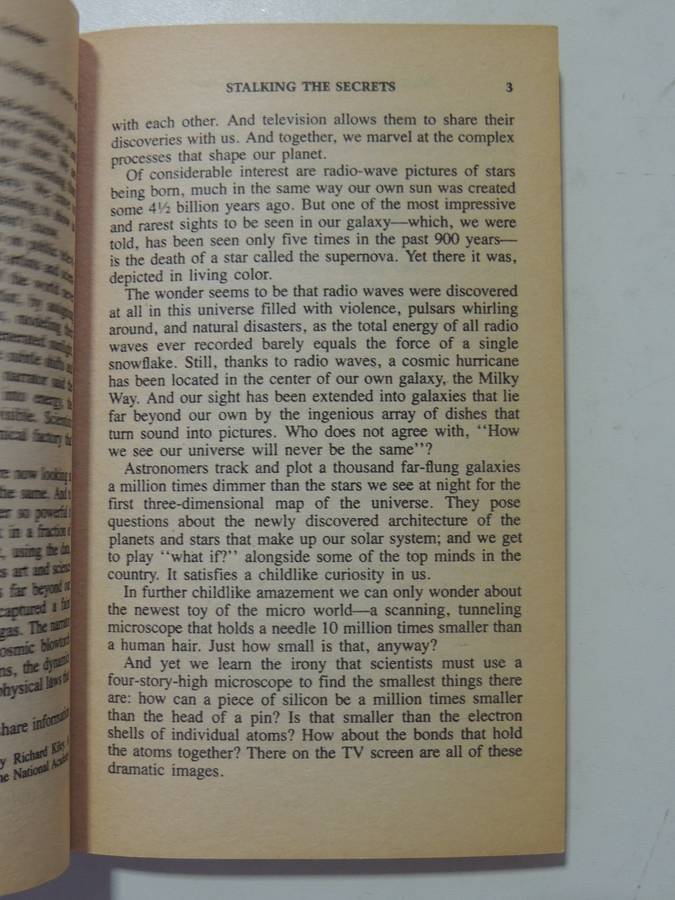 STALKING THE SECRETS 3
with each other. And television allows them to share their
discoveries with us. And together, we marvel at the complex
processes that shape our planet.
Of considerable interest are radio-wave pictures of stars
being born, much in the same way our own sun was created
some 4½ billion years ago. But one of the most impressive
and rarest sights to be seen in our galaxy—which, we were
told, has been seen only five times in the past 900 years—
is the death of a star called the supernova. Yet there it was,
depicted in living color.
The wonder seems to be that radio waves were discovered
at all in this universe filled with violence, pulsars whirling
around, and natural disasters, as the total energy of all radio
waves ever recorded barely equals the force of a single
snowflake. Still, thanks to radio waves, a cosmic hurricane
has been located in the center of our own galaxy, the Milky
Way. And our sight has been extended into galaxies that lie
far beyond our own by the ingenious array of dishes that
turn sound into pictures. Who does not agree with, ‘‘How
we see our universe will never be the same’’?
Astronomers track and plot a thousand far-flung galaxies
a million times dimmer than the stars we see at night for the
first three-dimensional map of the universe. They pose
questions about the newly discovered architecture of the
planets and stars that make up our solar system; and we get
to play ‘‘what if?’’ alongside some of the top minds in the
country. It satisfies a childlike curiosity in us.
In further childlike amazement we can only wonder about
the newest toy of the micro world—a scanning, tunneling
microscope that holds a needle 10 million times smaller than
a human hair. Just how small is that, anyway?
And yet we learn the irony that scientists must use a
four-story-high microscope to find the smallest things there
are: how can a piece of silicon be a million times smaller
than the head of a pin? Is that smaller than the electron
shells of individual atoms? How about the bonds that hold
the atoms together? There on the TV screen are all of these
dramatic images.